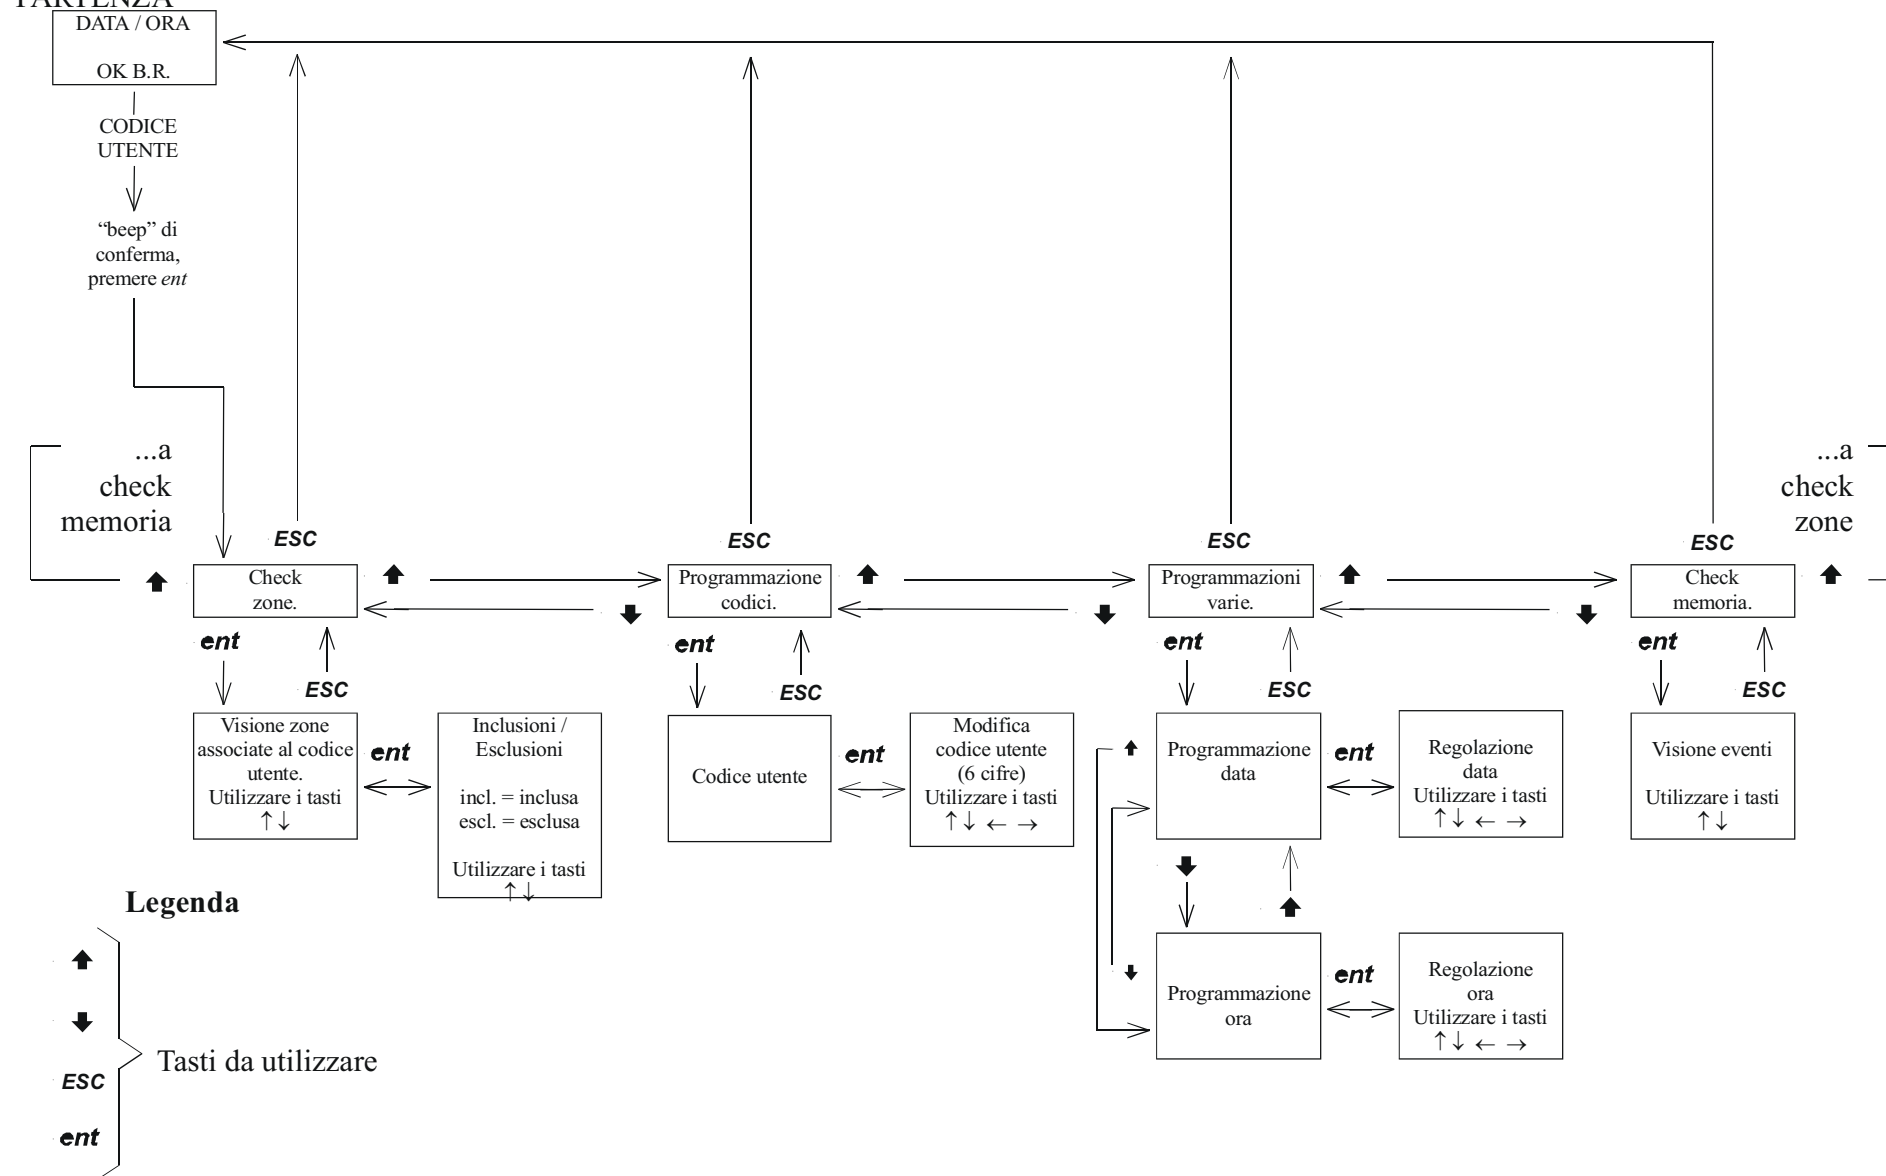 PARTENZA
DATA / ORA
OK B.R.
CODICE
UTENTE
“beep” di
conferma,
premere ent
...a
check
memoria
...a
check
zone
ESC
ESC
ESC
ESC
Check
zone.
Programmazione
codici.
Programmazioni
varie.
Check
memoria.
ent
ESC
ent
ESC
ent
ESC
ent
ESC
Visione zone
associate al codice
utente.
Utilizzare i tasti
↑↓
ent
Inclusioni /
Esclusioni
incl. = inclusa
escl. = esclusa
Utilizzare i tasti
↑↓
Codice utente
ent
Modifica
codice utente
(6 cifre)
Utilizzare i tasti
↑↓ ← →
Programmazione
data
ent
Regolazione
data
Utilizzare i tasti
↑↓ ← →
Visione eventi
Utilizzare i tasti
↑↓
Programmazione
ora
ent
Regolazione
ora
Utilizzare i tasti
↑↓ ← →
Legenda
ESC
ent
Tasti da utilizzare